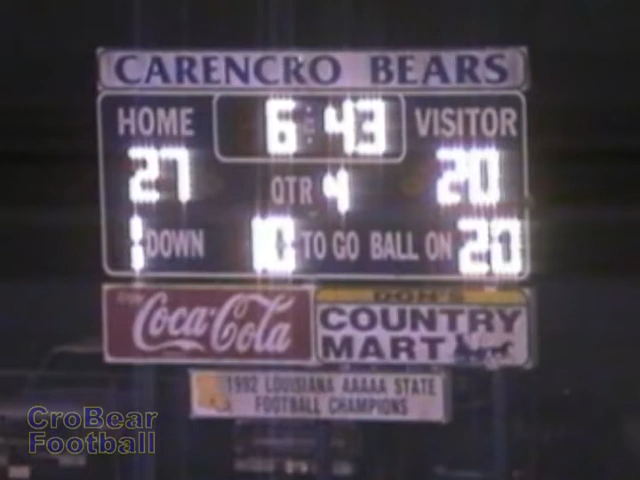 CARENCRO BEARS
HOME 6:43 VISITOR
27 QTR 4 20
1 DOWN 10 TO GO BALL ON 20
Coca-Cola
DON'S
COUNTRY
MART
1992 LOUISIANA AAAAA STATE
FOOTBALL CHAMPIONS
CroBear
Football